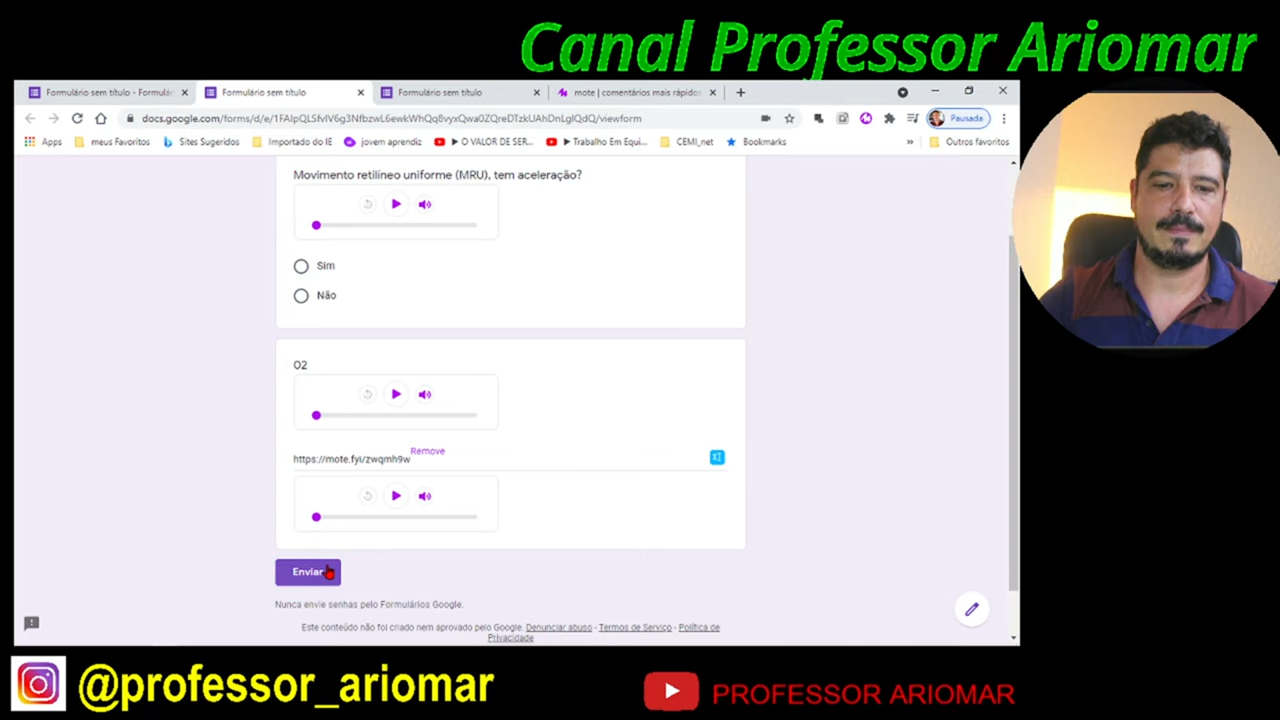 Canal Professor Ariomar
Formulário sem título - Formulár
Formulário sem título
Formulário sem título
mote | comentários mais rápidos
Pausada
Apps
meus Favoritos
Sites Sugeridos
Importado do IE
jovem aprendiz
► O VALOR DE SER...
► Trabalho Em Equi...
CEMI_net
Bookmarks
»
Outros favoritos
Movimento retilíneo uniforme (MRU), tem aceleração?
Sim
Não
02
Remove
https://mote.fyi/zwqmh9w
Enviar
Nunca envie senhas pelo Formulários Google.
Este conteúdo não foi criado nem aprovado pelo Google. Denunciar abuso - Termos de Serviço - Política de
Privacidade
@professor_ariomar
PROFESSOR ARIOMAR